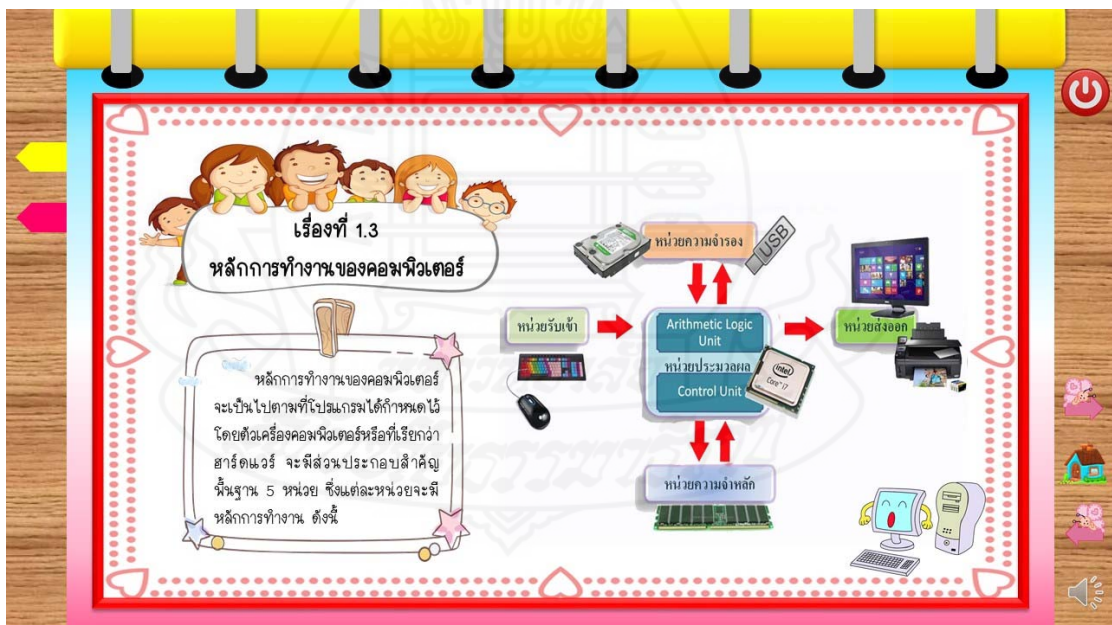 เรื่องที่ 1.3
หลักการทำงานของคอมพิวเตอร์
หลักการทำงานของคอมพิวเตอร์
จะเป็นไปตามที่โปรแกรมได้กำหนดไว้
โดยตัวเครื่องคอมพิวเตอร์หรือที่เรียกว่า
ฮาร์ดแวร์ จะมีส่วนประกอบสำคัญ
พื้นฐาน 5 หน่วย ซึ่งแต่ละหน่วยจะมี
หลักการทำงาน ดังนี้
หน่วยความจำรอง
USB
หน่วยรับเข้า
Arithmetic Logic
Unit
หน่วยประมวลผล
Control Unit
intel
Core i7
หน่วยส่งออก
หน่วยความจำหลัก